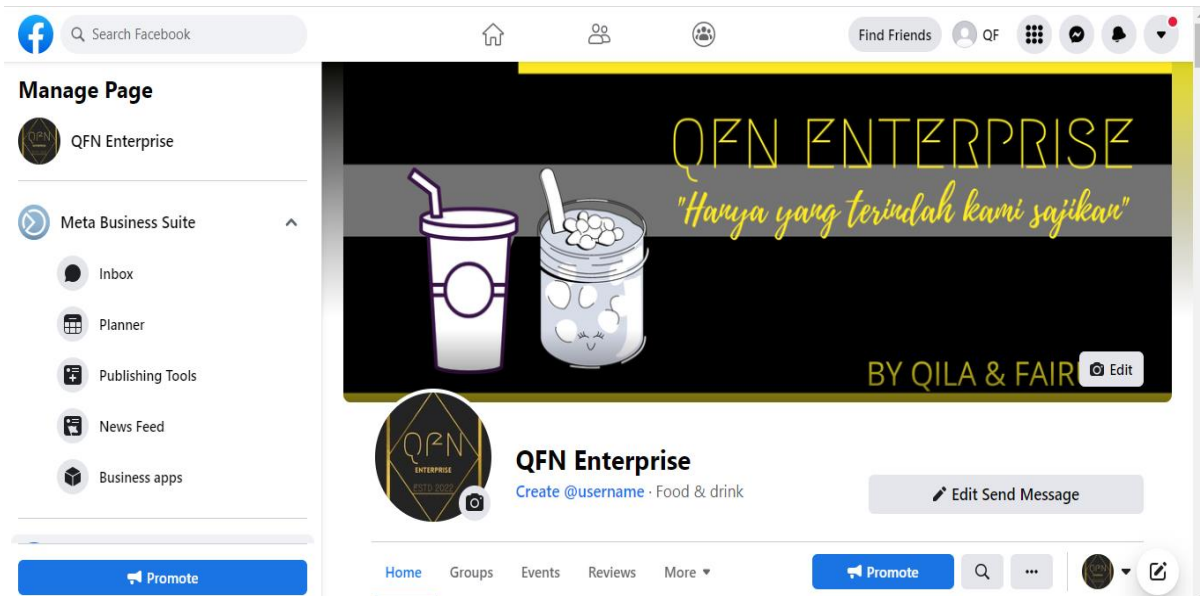 Search Facebook
Find Friends
QF
Manage Page
QFN Enterprise
Meta Business Suite
Inbox
Planner
Publishing Tools
News Feed
Business apps
Promote
QFN ENTERPRISE
"Hanya yang terindah kami sajikan"
BY QILA &
Edit
QFN
ENTERPRISE
ESTD 2022
QFN Enterprise
Create @username · Food & drink
Edit Send Message
Home Groups Events Reviews More
Promote